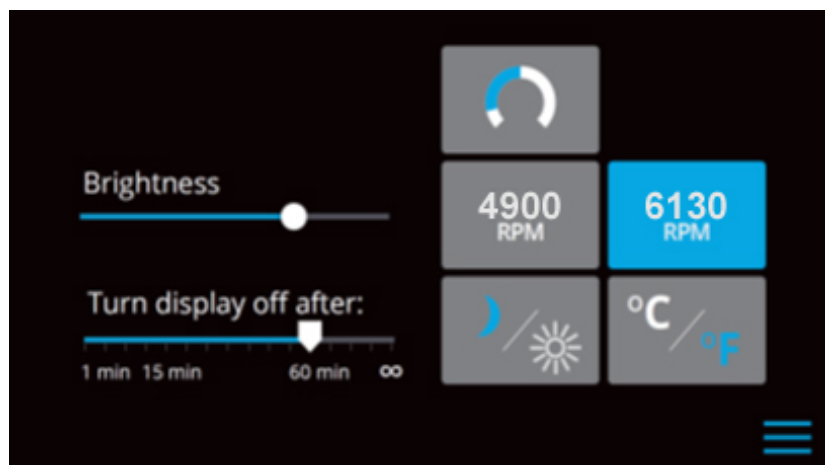 Brightness
4900
RPM
6130
RPM
Turn display off after:
1 min 15 min 60 min ∞
°C/°F